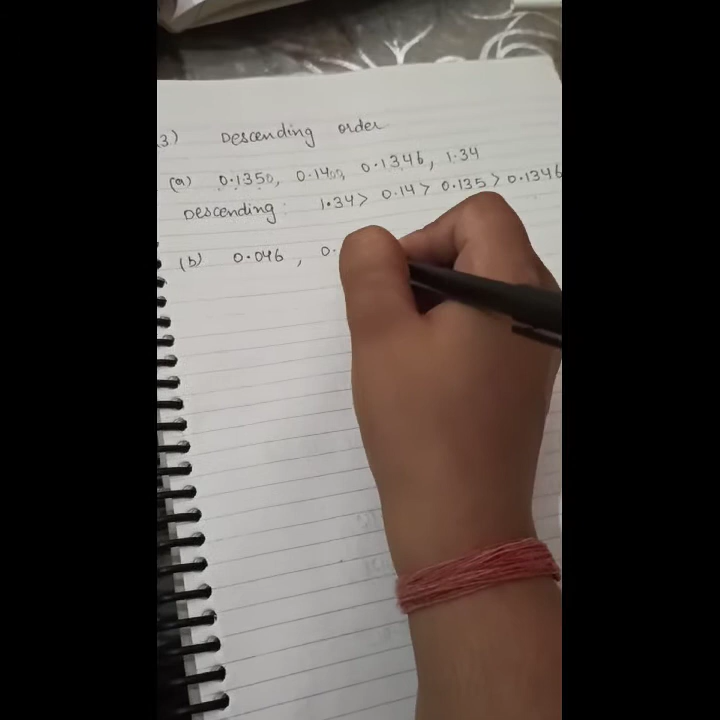 3) Descending order
(a) 0.1350, 0.1400, 0.1346, 1.34
Descending: 1.34 > 0.14 > 0.135 > 0.1346
(b) 0.046, 0.